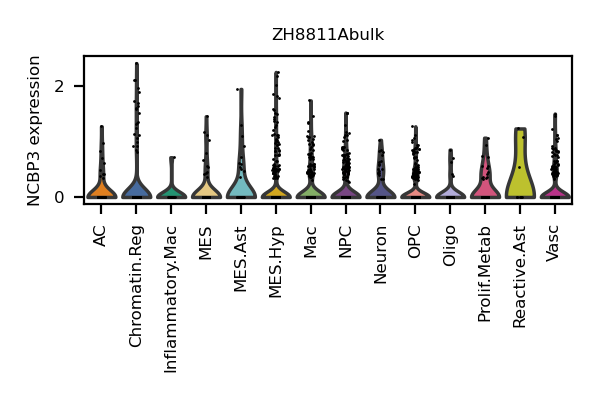 ZH8811Abulk
NCBP3 expression
2
0
AC
Chromatin.Reg
Inflammatory.Mac
MES
MES.Ast
MES.Hyp
Mac
NPC
Neuron
OPC
Oligo
Prolif.Metab
Reactive.Ast
Vasc